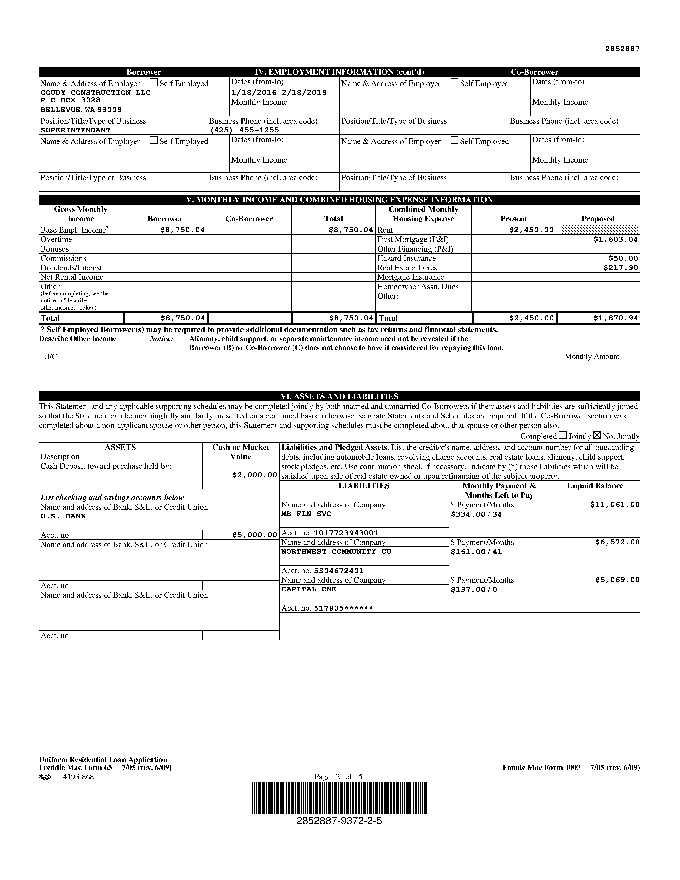 2852887
Borrower IV. EMPLOYMENT INFORMATION (cont'd) Co-Borrower
Name & Address of Employer Self Employed Dates (from-to) Name & Address of Employer Self Employed Dates (from-to)
GOUDY CONSTRUCTION LLC 1/18/2016 2/18/2019
P O BOX 3028 Monthly Income Monthly Income
BELLEVUE, WA 98009
Position/Title/Type of Business Business Phone (incl. area code) Position/Title/Type of Business Business Phone (incl. area code)
SUPERINTENDANT (425) 455-1255
Name & Address of Employer Self Employed Dates (from-to) Name & Address of Employer Self Employed Dates (from-to)
Monthly Income Monthly Income
Position/Title/Type of Business Business Phone (incl. area code) Position/Title/Type of Business Business Phone (incl. area code)
V. MONTHLY INCOME AND COMBINED HOUSING EXPENSE INFORMATION
Gross Monthly Combined Monthly
Income Borrower Co-Borrower Total Housing Expense Present Proposed
Base Empl. Income* $8,750.04 $8,750.04 Rent $2,450.00
Overtime First Mortgage (P&I) $1,603.04
Bonuses Other Financing (P&I)
Commissions Hazard Insurance $50.00
Dividends/Interest Real Estate Taxes $217.90
Net Rental Income Mortgage Insurance
Other Homeowner Assn. Dues
(before completing, see the Other:
notice in "describe
other income," below)
Total $8,750.04 $8,750.04 Total $2,450.00 $1,870.94
* Self Employed Borrower(s) may be required to provide additional documentation such as tax returns and financial statements.
Describe Other Income Notice: Alimony, child support, or separate maintenance income need not be revealed if the
Borrower (B) or Co-Borrower (C) does not choose to have it considered for repaying this loan.
B/C Monthly Amount
VI. ASSETS AND LIABILITIES
This Statement and any applicable supporting schedules may be completed jointly by both married and unmarried Co-Borrowers if their assets and liabilities are sufficiently joined
so that the Statement can be meaningfully and fairly presented on a combined basis; otherwise, separate Statements and Schedules are required. If the Co-Borrower section was
completed about a non-applicant spouse or other person, this Statement and supporting schedules must be completed about that spouse or other person also.
Completed Jointly Not Jointly
ASSETS Cash or Market Value
Description
Cash Deposit toward purchase held by: $2,000.00
Liabilities and Pledged Assets. List the creditor's name, address, and account number for all outstanding
debts, including automobile loans, revolving charge accounts, real estate loans, alimony, child support,
stock pledges, etc. Use continuation sheet, if necessary. Indicate by (*) those liabilities which will be
satisfied upon sale of real estate owned or upon refinancing of the subject property.
LIABILITIES Monthly Payment & Months Left to Pay Unpaid Balance
List checking and savings accounts below
Name and address of Bank, S&L, or Credit Union Name and address of Company $ Payment/Months $11,061.00
U.S. BANK MB FIN SVC $334.00/34
Acct. no. $5,000.00 Acct. no.
Name and address of Bank, S&L, or Credit Union Name and address of Company $ Payment/Months $6,572.00
NORTHWEST COMMUNITY CU $161.00/41
Acct. no. 5304672401
Acct. no. Name and address of Company $ Payment/Months $5,069.00
Name and address of Bank, S&L, or Credit Union CAPITAL ONE $197.00/0
Acct. no. 517805******
Acct. no.
Uniform Residential Loan Application
Freddie Mac Form 65 7/05 (rev. 6/09) Fannie Mae Form 1003 7/05 (rev. 6/09)
Page 2 of 5
2852887-9372-2-5